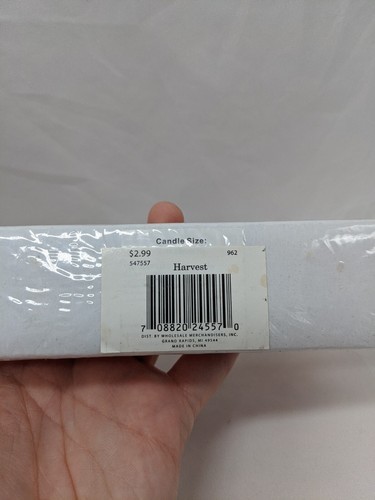 Candle Size:
$2.99 962
547557
Harvest
7 08820 24557 0
DIST. BY WHOLESALE MERCHANDISERS, INC.
GRAND RAPIDS, MI 49548
MADE IN CHINA